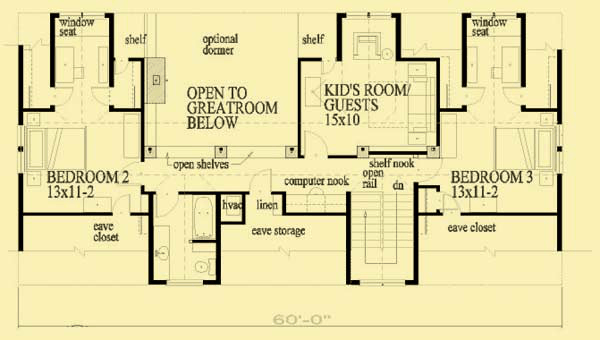 window
seat
shelf
optional
dormer
shelf
window
seat
OPEN TO
GREATROOM
BELOW
KID'S ROOM/
GUESTS
15x10
BEDROOM 2
13x11-2
open shelves
computer nook
shelf nook
open
rail
dn
BEDROOM 3
13x11-2
eave
closet
hvac
linen
eave storage
eave closet
60'-0"